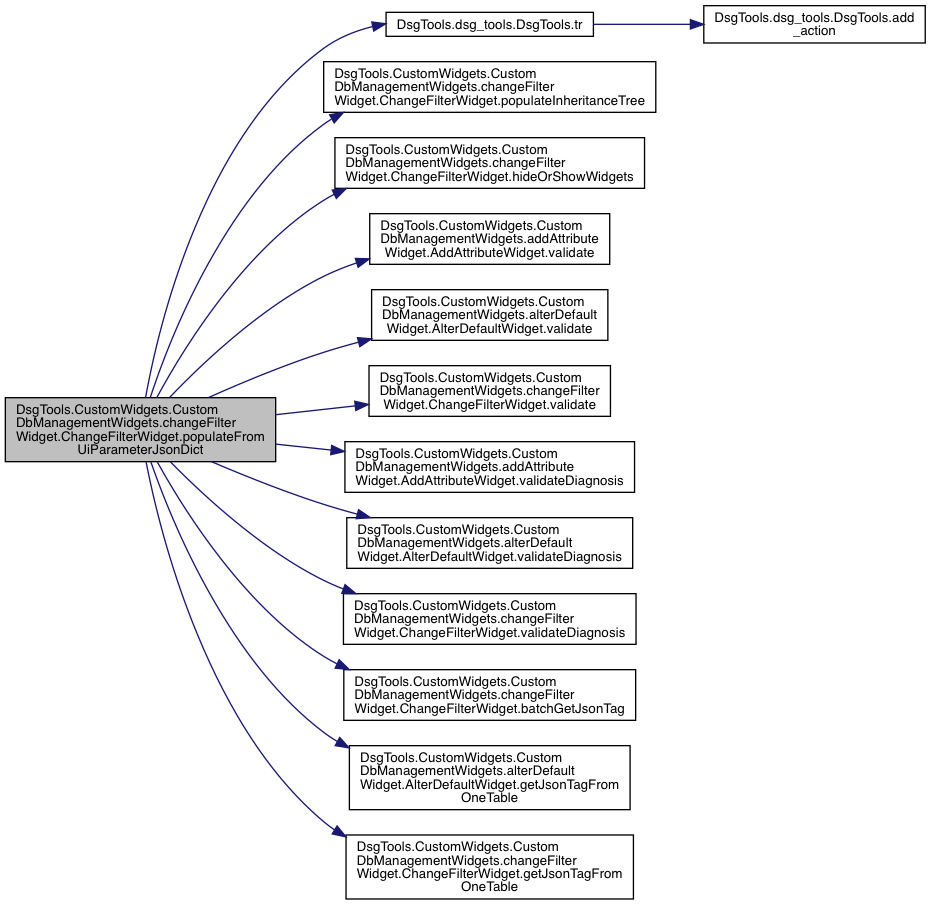 DsgTools.dsg_tools.DsgTools.tr
DsgTools.dsg_tools.DsgTools.add
_action
DsgTools.CustomWidgets.Custom
DbManagementWidgets.changeFilter
Widget.ChangeFilterWidget.populateInheritanceTree
DsgTools.CustomWidgets.Custom
DbManagementWidgets.changeFilter
Widget.ChangeFilterWidget.hideOrShowWidgets
DsgTools.CustomWidgets.Custom
DbManagementWidgets.addAttribute
Widget.AddAttributeWidget.validate
DsgTools.CustomWidgets.Custom
DbManagementWidgets.alterDefault
Widget.AlterDefaultWidget.validate
DsgTools.CustomWidgets.Custom
DbManagementWidgets.changeFilter
Widget.ChangeFilterWidget.validate
DsgTools.CustomWidgets.Custom
DbManagementWidgets.changeFilter
Widget.ChangeFilterWidget.populateFrom
UiParameterJsonDict
DsgTools.CustomWidgets.Custom
DbManagementWidgets.addAttribute
Widget.AddAttributeWidget.validateDiagnosis
DsgTools.CustomWidgets.Custom
DbManagementWidgets.alterDefault
Widget.AlterDefaultWidget.validateDiagnosis
DsgTools.CustomWidgets.Custom
DbManagementWidgets.changeFilter
Widget.ChangeFilterWidget.validateDiagnosis
DsgTools.CustomWidgets.Custom
DbManagementWidgets.changeFilter
Widget.ChangeFilterWidget.batchGetJsonTag
DsgTools.CustomWidgets.Custom
DbManagementWidgets.alterDefault
Widget.AlterDefaultWidget.getJsonTagFrom
OneTable
DsgTools.CustomWidgets.Custom
DbManagementWidgets.changeFilter
Widget.ChangeFilterWidget.getJsonTagFrom
OneTable